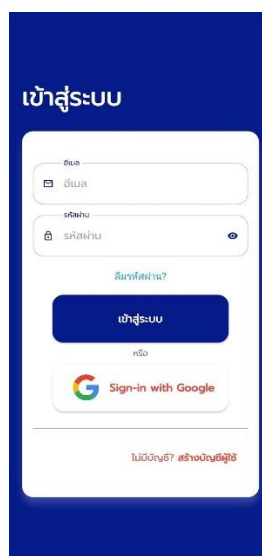 เข้าสู่ระบบ
อีเมล
อีเมล
รหัสผ่าน
รหัสผ่าน
ลืมรหัสผ่าน?
เข้าสู่ระบบ
หรือ
Sign-in with Google
ไม่มีบัญชี? สร้างบัญชีผู้ใช้